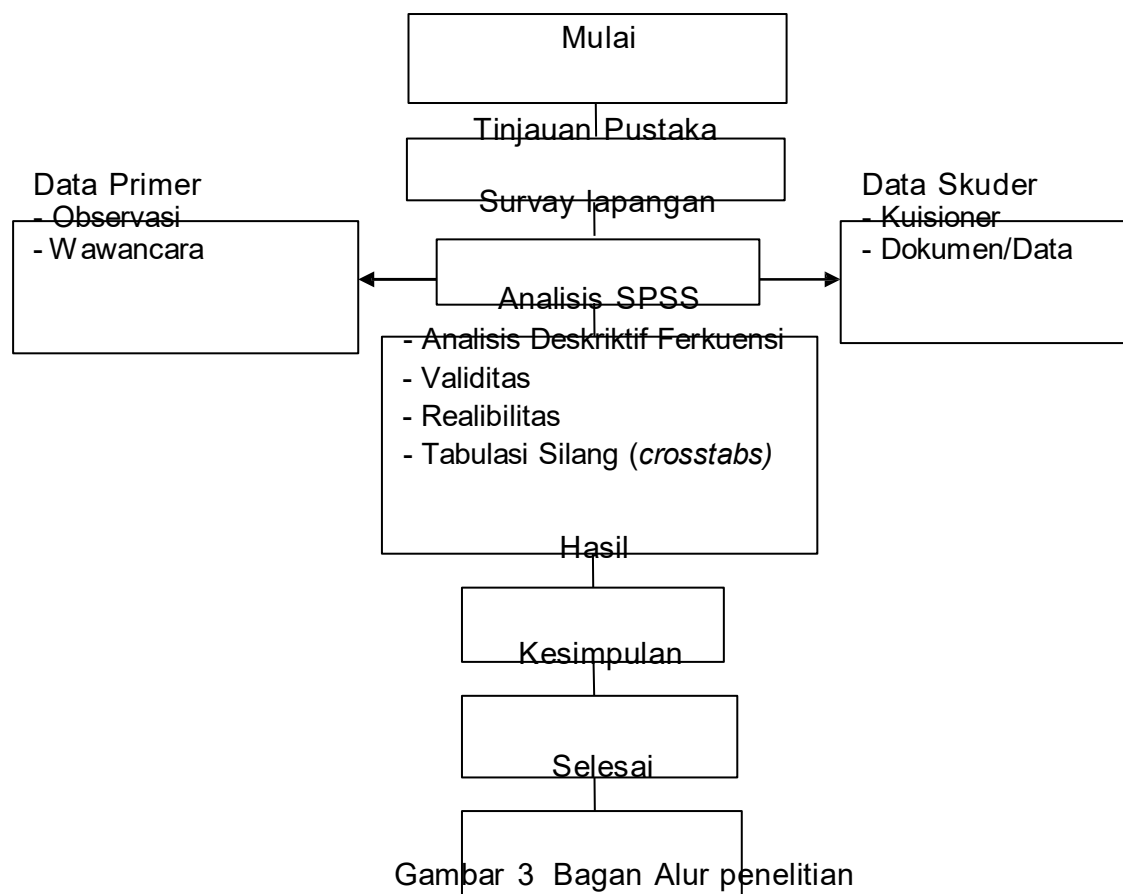 Mulai
Tinjauan Pustaka
Survay lapangan
Data Primer
- Observasi
- Wawancara
Data Skuder
- Kuisioner
- Dokumen/Data
Analisis SPSS
- Analisis Deskriktif Ferkuensi
- Validitas
- Realibilitas
- Tabulasi Silang (crosstabs)
Hasil
Kesimpulan
Selesai
Gambar 3 Bagan Alur penelitian